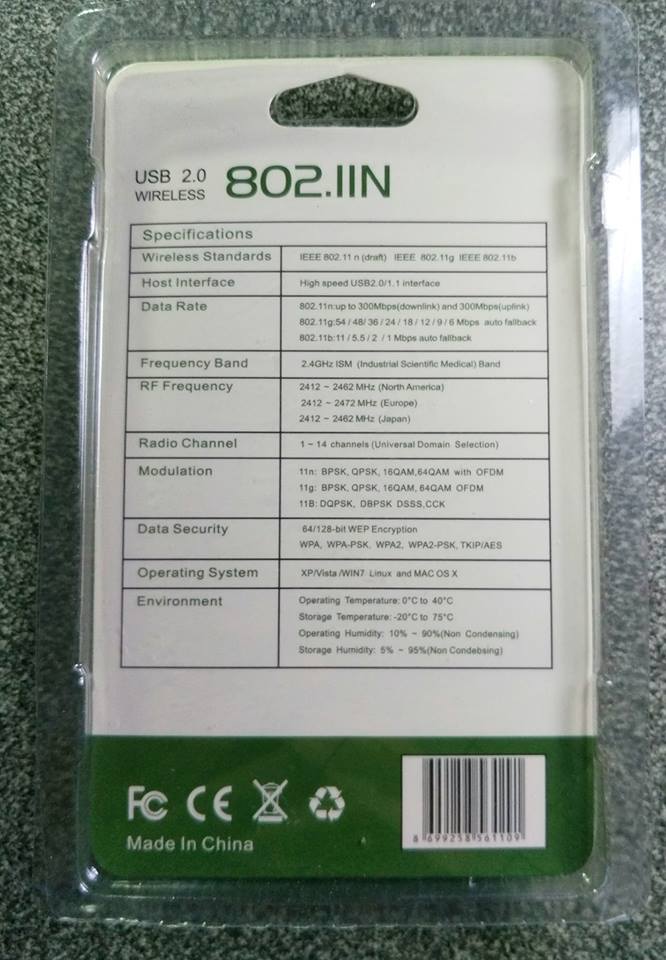 USB 2.0
WIRELESS
802.11N
Specifications
Wireless Standards IEEE 802.11 n (draft) IEEE 802.11g IEEE 802.11b
Host Interface High speed USB2.0/1.1 interface
Data Rate 802.11n:up to 300Mbps(downlink) and 300Mbps(uplink)
802.11g:54 / 48/ 36 / 24 / 18 / 12 / 9 / 6 Mbps auto fallback
802.11b:11 / 5.5 / 2 / 1 Mbps auto fallback
Frequency Band 2.4GHz ISM (Industrial Scientific Medical) Band
RF Frequency 2412 ~ 2462 MHz (North America)
2412 ~ 2472 MHz (Europe)
2412 ~ 2462 MHz (Japan)
Radio Channel 1 ~ 14 channels (Universal Domain Selection)
Modulation 11n: BPSK, QPSK, 16QAM,64QAM with OFDM
11g: BPSK, QPSK, 16QAM, 64QAM OFDM
11B: DQPSK, DBPSK DSSS,CCK
Data Security 64/128-bit WEP Encryption
WPA, WPA-PSK, WPA2, WPA2-PSK, TKIP/AES
Operating System XP/Vista /WIN7 Linux and MAC OS X
Environment Operating Temperature: 0°C to 40°C
Storage Temperature: -20°C to 75°C
Operating Humidity: 10% ~ 90%(Non Condensing)
Storage Humidity: 5% ~ 95%(Non Condebsing)
FC CE
Made In China
8 699258 561109